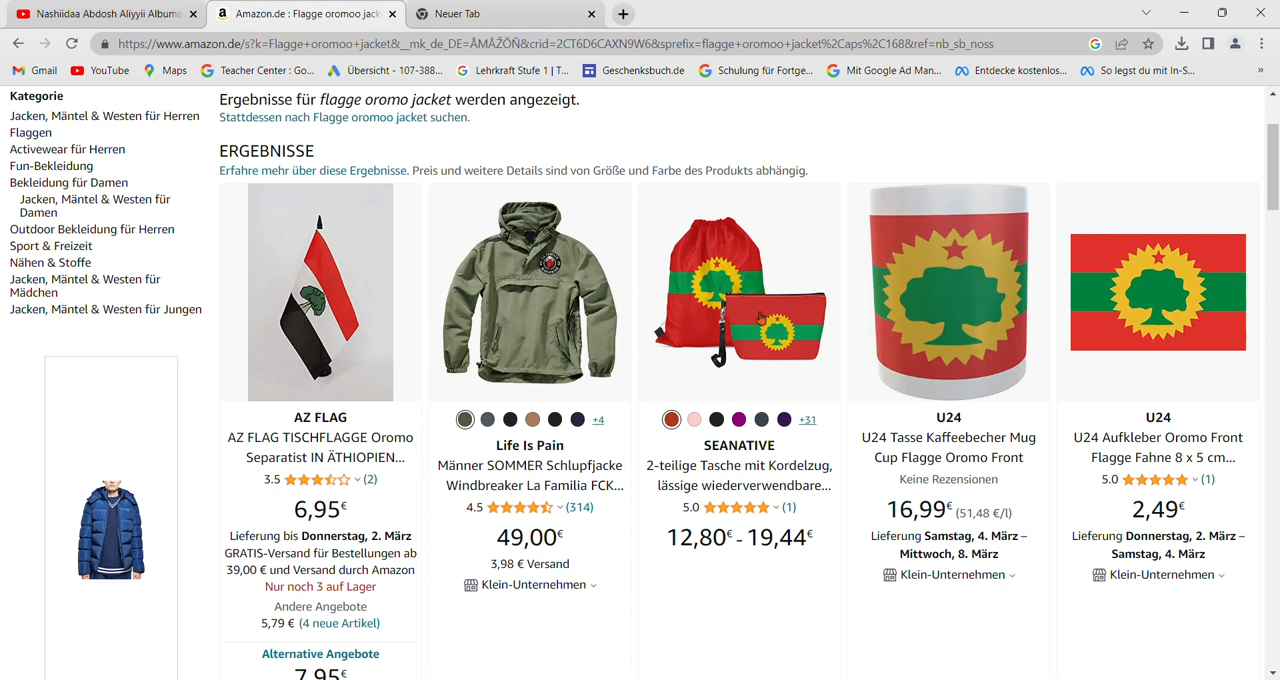 Nashiidaa Abdosh Aliyyii Albuma
Amazon.de : Flagge oromoo jack
Neuer Tab
https://www.amazon.de/s?k=Flagge+oromoo+jacket&__mk_de_DE=ÅMÅŽÕÑ&crid=2CT6D6CAXN9W6&sprefix=flagge+oromoo+jacket%2Caps%2C168&ref=nb_sb_noss
Gmail
YouTube
Maps
Teacher Center : Go...
Übersicht - 107-388...
Lehrkraft Stufe 1 | T...
Geschenksbuch.de
Schulung für Fortge...
Mit Google Ad Man...
Entdecke kostenlos...
So legst du mit In-S...
»
Kategorie
Jacken, Mäntel & Westen für Herren
Flaggen
Activewear für Herren
Fun-Bekleidung
Bekleidung für Damen
Jacken, Mäntel & Westen für
Damen
Outdoor Bekleidung für Herren
Sport & Freizeit
Nähen & Stoffe
Jacken, Mäntel & Westen für
Mädchen
Jacken, Mäntel & Westen für Jungen
Ergebnisse für flagge oromo jacket werden angezeigt.
Stattdessen nach Flagge oromoo jacket suchen.
ERGEBNISSE
Erfahre mehr über diese Ergebnisse. Preis und weitere Details sind von Größe und Farbe des Produkts abhängig.
AZ FLAG
AZ FLAG TISCHFLAGGE Oromo
Separatist IN ÄTHIOPIEN...
3.5 (2)
6,95€
Lieferung bis Donnerstag, 2. März
GRATIS-Versand für Bestellungen ab
39,00 € und Versand durch Amazon
Nur noch 3 auf Lager
Andere Angebote
5,79 € (4 neue Artikel)
Alternative Angebote
7,95€
+4
Life Is Pain
Männer SOMMER Schlupfjacke
Windbreaker La Familia FCK...
4.5 (314)
49,00€
3,98 € Versand
Klein-Unternehmen
+31
SEANATIVE
2-teilige Tasche mit Kordelzug,
lässige wiederverwendbare...
5.0 (1)
12,80€ - 19,44€
U24
U24 Tasse Kaffeebecher Mug
Cup Flagge Oromo Front
Keine Rezensionen
16,99€ (51,48 €/l)
Lieferung Samstag, 4. März –
Mittwoch, 8. März
Klein-Unternehmen
U24
U24 Aufkleber Oromo Front
Flagge Fahne 8 x 5 cm...
5.0 (1)
2,49€
Lieferung Donnerstag, 2. März –
Samstag, 4. März
Klein-Unternehmen